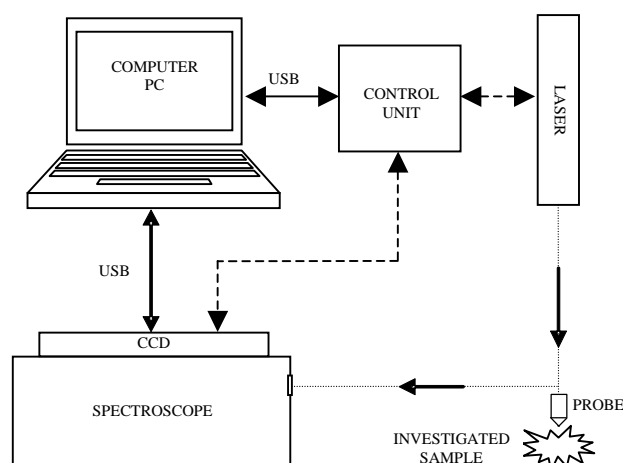 COMPUTER
PC
USB
CONTROL
UNIT
LASER
USB
CCD
SPECTROSCOPE
PROBE
INVESTIGATED
SAMPLE